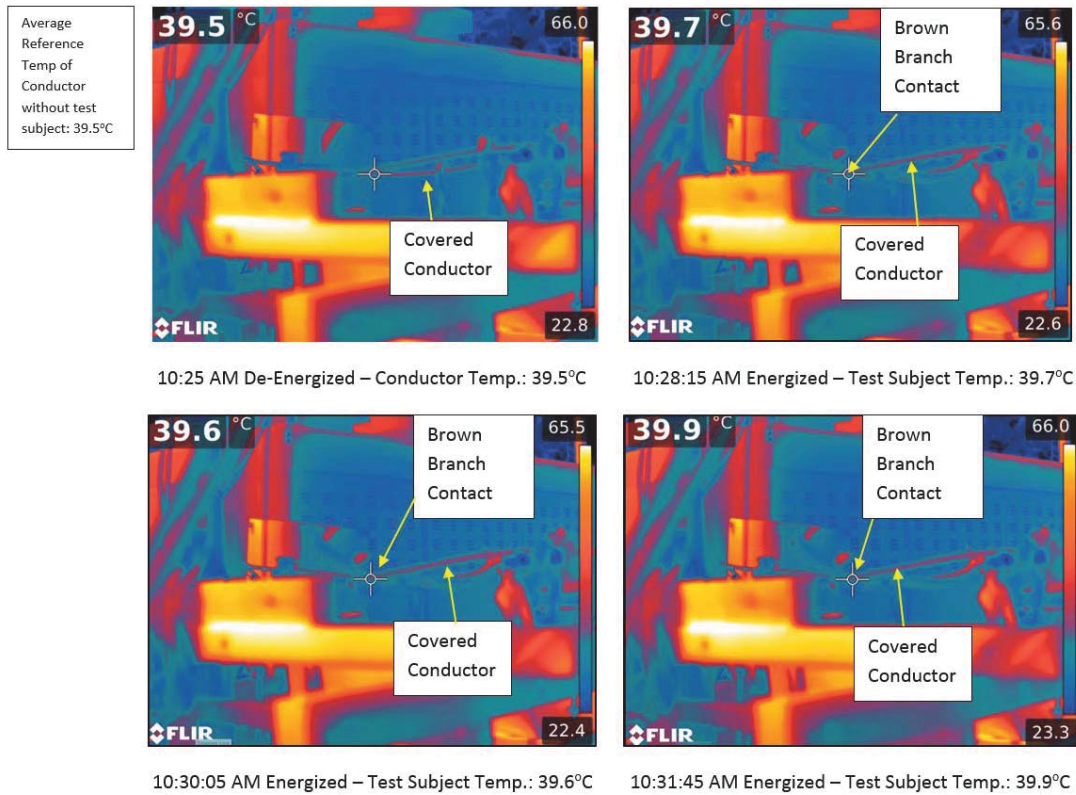 Average
Reference
Temp of
Conductor
without test
subject: 39.5°C
39.5 °C
66.0
Covered
Conductor
FLIR
22.8
39.7 °C
65.6
Brown
Branch
Contact
Covered
Conductor
FLIR
22.6
10:25 AM De-Energized – Conductor Temp.: 39.5°C
10:28:15 AM Energized – Test Subject Temp.: 39.7°C
39.6 °C
65.5
Brown
Branch
Contact
Covered
Conductor
FLIR
22.4
39.9 °C
66.0
Brown
Branch
Contact
Covered
Conductor
FLIR
23.3
10:30:05 AM Energized – Test Subject Temp.: 39.6°C
10:31:45 AM Energized – Test Subject Temp.: 39.9°C